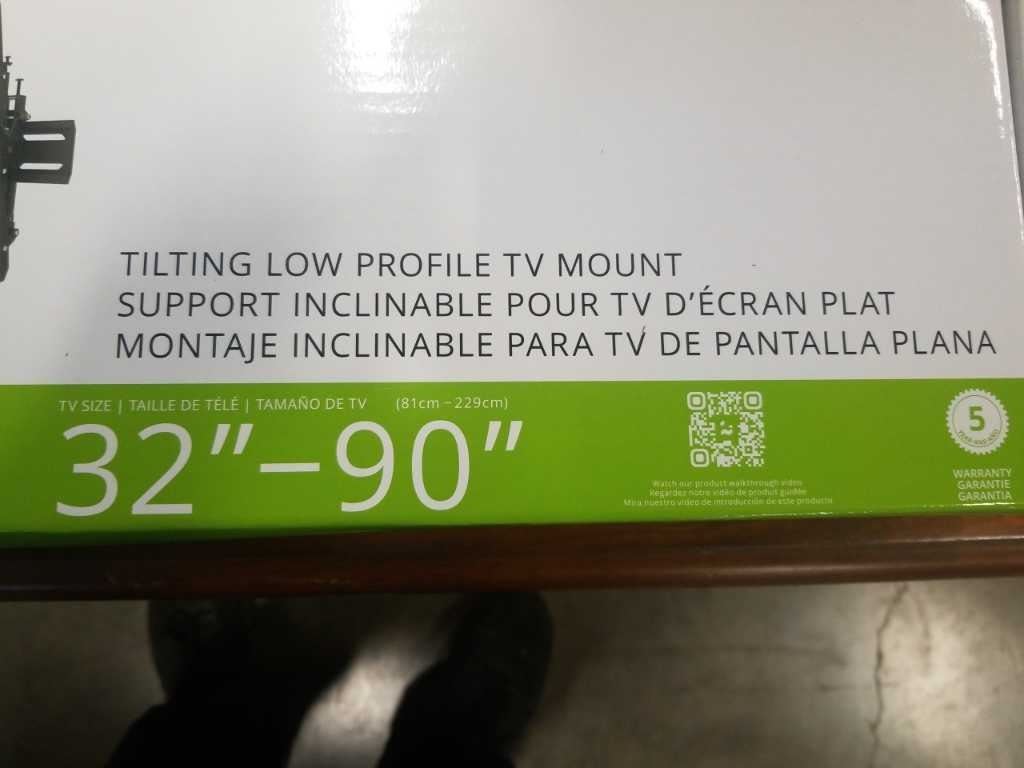 TILTING LOW PROFILE TV MOUNT
SUPPORT INCLINABLE POUR TV D'ÉCRAN PLAT
MONTAJE INCLINABLE PARA TV DE PANTALLA PLANA
TV SIZE | TAILLE DE TÉLÉ | TAMAÑO DE TV (81cm – 229cm)
32"–90"
Watch our product walkthrough video
Regardez notre vidéo de produit guidée
Mira nuestro video de introducción de este producto
5
WARRANTY
GARANTIE
GARANTIA